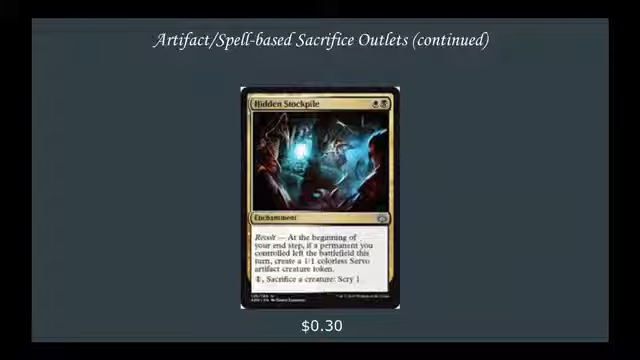 Artifact/Spell-based Sacrifice Outlets (continued)
Hidden Stockpile
Enchantment
Revolt — At the beginning of
your end step, if a permanent you
controlled left the battlefield this
turn, create a 1/1 colorless Servo
artifact creature token.
1, Sacrifice a creature: Scry 1
$0.30